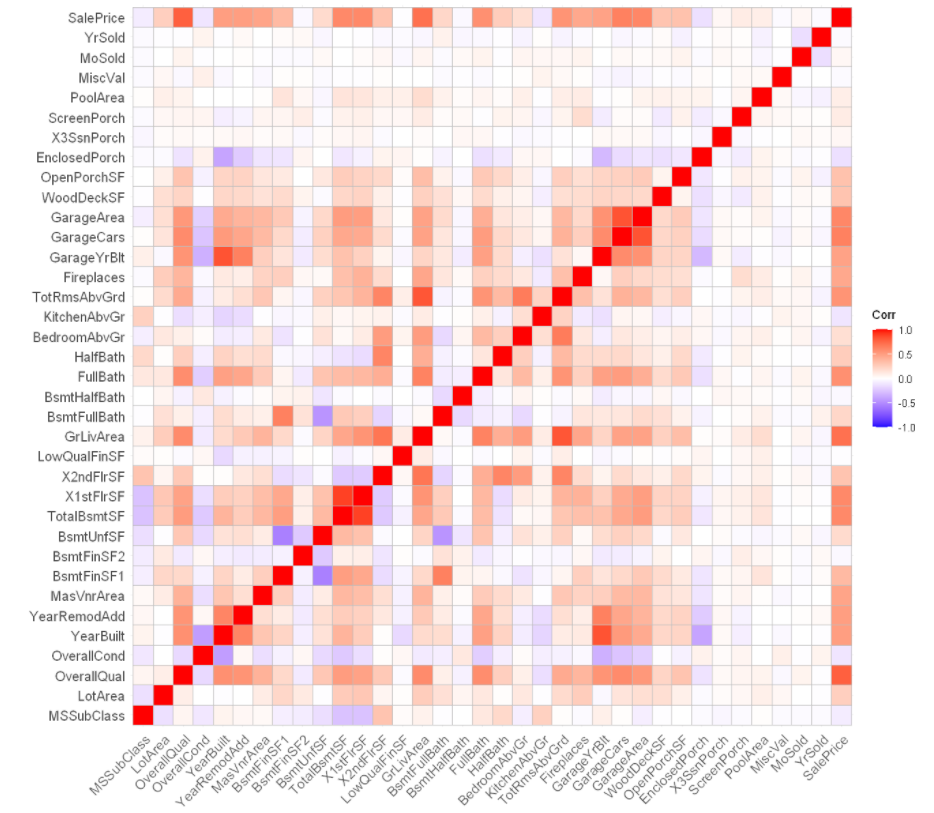 SalePrice
YrSold
MoSold
MiscVal
PoolArea
ScreenPorch
X3SsnPorch
EnclosedPorch
OpenPorchSF
WoodDeckSF
GarageArea
GarageCars
GarageYrBlt
Fireplaces
TotRmsAbvGrd
KitchenAbvGr
BedroomAbvGr
HalfBath
FullBath
BsmtHalfBath
BsmtFullBath
GrLivArea
LowQualFinSF
X2ndFlrSF
X1stFlrSF
TotalBsmtSF
BsmtUnfSF
BsmtFinSF2
BsmtFinSF1
MasVnrArea
YearRemodAdd
YearBuilt
OverallCond
OverallQual
LotArea
MSSubClass
MSSubClass
LotArea
OverallQual
OverallCond
YearBuilt
YearRemodAdd
MasVnrArea
BsmtFinSF1
BsmtFinSF2
BsmtUnfSF
TotalBsmtSF
X1stFlrSF
X2ndFlrSF
LowQualFinSF
GrLivArea
BsmtFullBath
BsmtHalfBath
FullBath
HalfBath
BedroomAbvGr
KitchenAbvGr
TotRmsAbvGrd
Fireplaces
GarageYrBlt
GarageCars
GarageArea
WoodDeckSF
OpenPorchSF
EnclosedPorch
X3SsnPorch
ScreenPorch
PoolArea
MiscVal
MoSold
YrSold
SalePrice
Corr
1.0
0.5
0.0
-0.5
-1.0